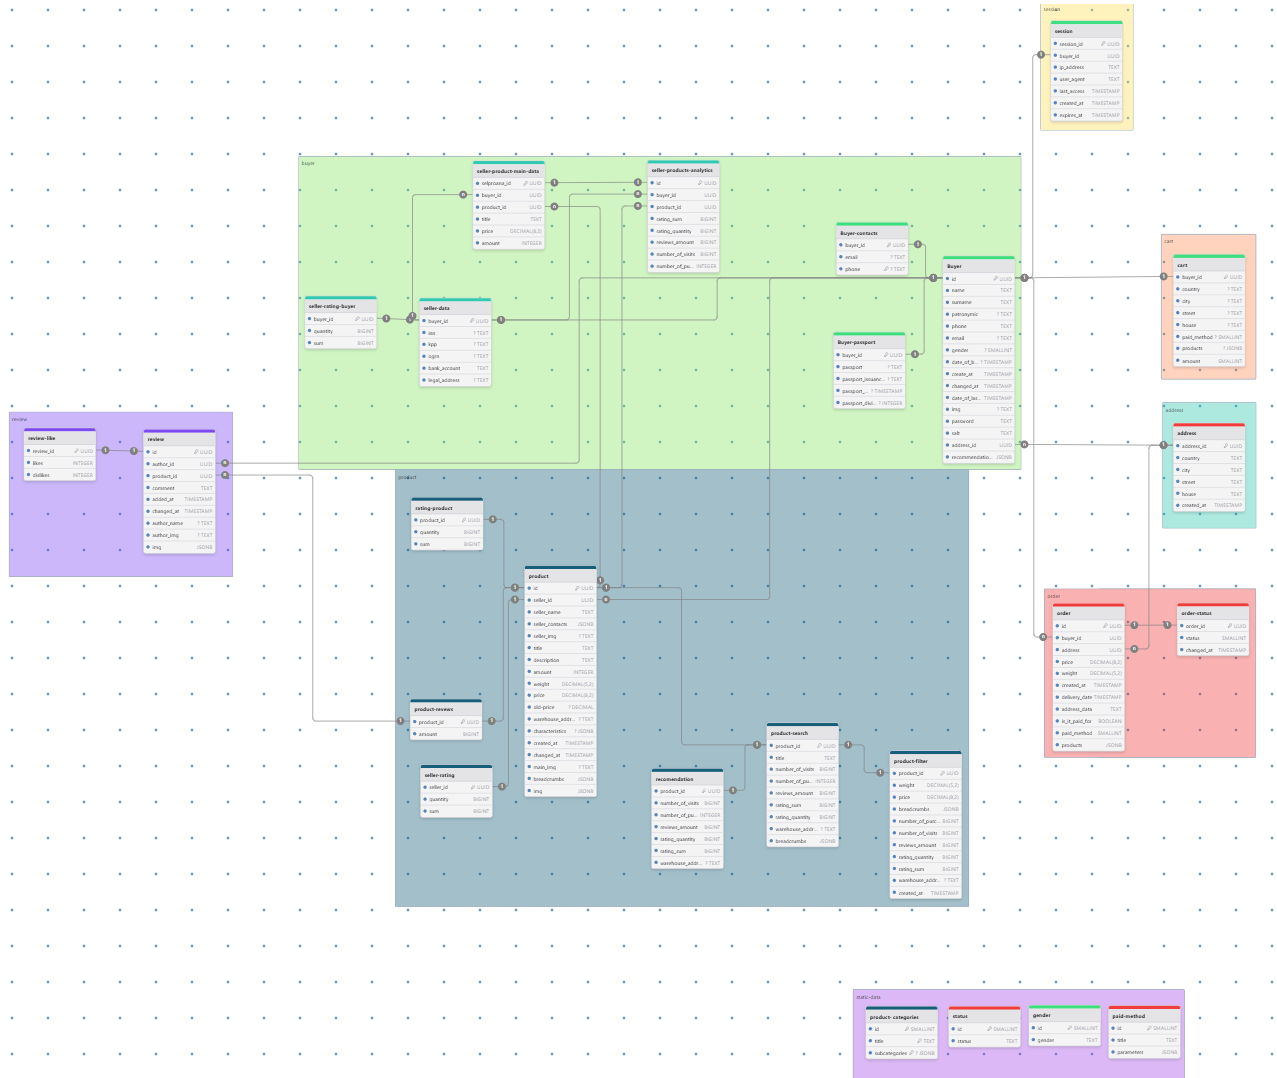 session
session
session_id UUID
buyer_id UUID
ip_address TEXT
user_agent TEXT
last_access TIMESTAMP
created_at TIMESTAMP
expires_at TIMESTAMP
buyer
seller-product-main-data
selproana_id UUID
buyer_id UUID
product_id UUID
title TEXT
price DECIMAL(8,2)
amount INTEGER
seller-products-analytics
id UUID
buyer_id UUID
product_id UUID
rating_sum BIGINT
rating_quantity BIGINT
reviews_amount BIGINT
number_of_visits BIGINT
number_of_pu... INTEGER
Buyer-contacts
buyer_id UUID
email ? TEXT
phone ? TEXT
Buyer
id UUID
name TEXT
surname TEXT
patronymic ? TEXT
phone TEXT
email ? TEXT
gender ? SMALLINT
date_of_b... ? TIMESTAMP
create_at TIMESTAMP
changed_at TIMESTAMP
date_of_las... TIMESTAMP
img ? TEXT
password TEXT
salt TEXT
address_id UUID
recommendatio... JSONB
seller-rating-buyer
buyer_id UUID
quantity BIGINT
sum BIGINT
seller-data
buyer_id UUID
inn ? TEXT
kpp ? TEXT
ogrn ? TEXT
bank_account ? TEXT
legal_address ? TEXT
Buyer-passport
buyer_id UUID
passport ? TEXT
passport_issuanc... ? TEXT
passport_... ? TIMESTAMP
passport_divi... ? INTEGER
cart
cart
buyer_id UUID
country ? TEXT
city ? TEXT
street ? TEXT
house ? TEXT
paid_method ? SMALLINT
products ? JSONB
amount SMALLINT
review
review-like
review_id UUID
likes INTEGER
dislikes INTEGER
review
id UUID
author_id UUID
product_id UUID
comment TEXT
added_at TIMESTAMP
changed_at TIMESTAMP
author_name ? TEXT
author_img ? TEXT
img JSONB
address
address
address_id UUID
country TEXT
city TEXT
street TEXT
house TEXT
created_at TIMESTAMP
product
rating-product
product_id UUID
quantity BIGINT
sum BIGINT
product
id UUID
seller_id UUID
seller_name TEXT
seller_contacts JSONB
seller_img ? TEXT
title TEXT
description TEXT
amount INTEGER
weight DECIMAL(5,2)
price DECIMAL(8,2)
old-price ? DECIMAL
warehouse_addr... ? TEXT
characteristics ? JSONB
created_at TIMESTAMP
changed_at TIMESTAMP
main_img ? TEXT
breadcrumbs JSONB
img JSONB
product-revews
product_id UUID
amount BIGINT
seller-rating
seller_id UUID
quantity BIGINT
sum BIGINT
recomendation
product_id UUID
number_of_visits BIGINT
number_of_pu... INTEGER
reviews_amount BIGINT
rating_quantity BIGINT
rating_sum BIGINT
warehouse_addr... ? TEXT
product-search
product_id UUID
title TEXT
number_of_visits BIGINT
number_of_pu... INTEGER
reviews_amount BIGINT
rating_sum BIGINT
rating_quantity BIGINT
warehouse_addr... ? TEXT
breadcrumbs JSONB
product-filter
product_id UUID
weight DECIMAL(5,2)
price DECIMAL(8,2)
breadcrumbs JSONB
number_of_purc... BIGINT
number_of_visits BIGINT
reviews_amount BIGINT
rating_quantity BIGINT
rating_sum BIGINT
warehouse_addr... ? TEXT
created_at TIMESTAMP
order
order
id UUID
buyer_id UUID
address UUID
price DECIMAL(8,2)
weight DECIMAL(5,2)
created_at TIMESTAMP
delivery_date TIMESTAMP
address_data TEXT
is_it_paid_for BOOLEAN
paid_method SMALLINT
products JSONB
order-status
order_id UUID
status SMALLINT
changed_at TIMESTAMP
static-data
product- categories
id SMALLINT
title TEXT
subcategories ? JSONB
status
id SMALLINT
status TEXT
gender
id SMALLINT
gender TEXT
paid-method
id SMALLINT
title TEXT
parameters JSONB